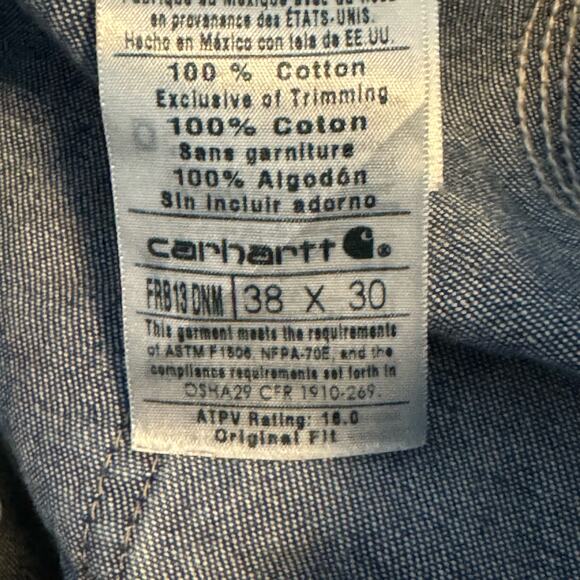 en provenance des ÉTATS-UNIS.
Hecho en México con tela de EE.UU.
100 % Cotton
Exclusive of Trimming
100% Coton
Sans garniture
100% Algodón
Sin incluir adorno
carhartt ®
FRB13 DNM 38 X 30
This garment meets the requirements
of ASTM F1506, NFPA-70E, and the
compliance requirements set forth in
OSHA29 CFR 1910-269.
ATPV Rating: 16.0
Original Fit